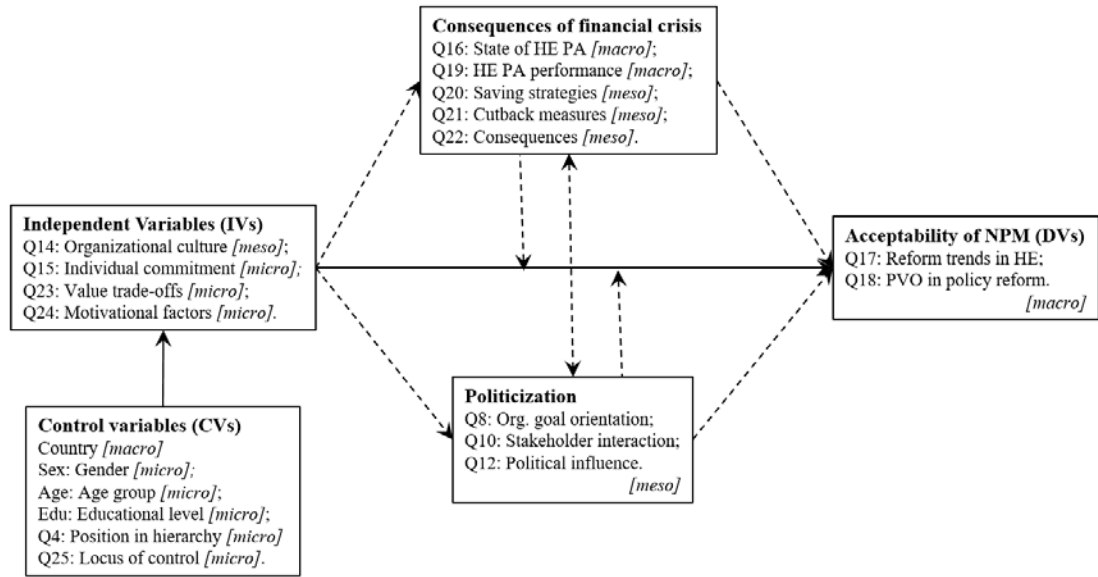 Consequences of financial crisis
Q16: State of HE PA [macro];
Q19: HE PA performance [macro];
Q20: Saving strategies [meso];
Q21: Cutback measures [meso];
Q22: Consequences [meso].
Independent Variables (IVs)
Q14: Organizational culture [meso];
Q15: Individual commitment [micro];
Q23: Value trade-offs [micro];
Q24: Motivational factors [micro].
Acceptability of NPM (DVs)
Q17: Reform trends in HE;
Q18: PVO in policy reform.
[macro]
Politicization
Q8: Org. goal orientation;
Q10: Stakeholder interaction;
Q12: Political influence.
[meso]
Control variables (CVs)
Country [macro]
Sex: Gender [micro];
Age: Age group [micro];
Edu: Educational level [micro];
Q4: Position in hierarchy [micro]
Q25: Locus of control [micro].